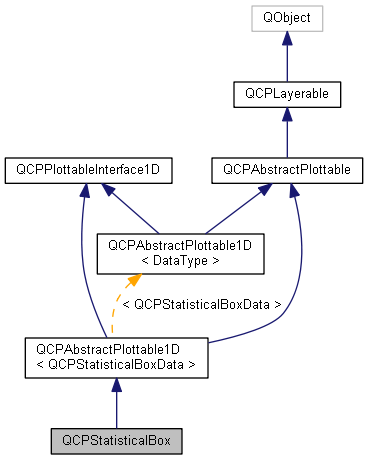 QObject
QCPLayerable
QCPPlottableInterface1D
QCPAbstractPlottable
QCPAbstractPlottable1D
< DataType >
< QCPStatisticalBoxData >
QCPAbstractPlottable1D
< QCPStatisticalBoxData >
QCPStatisticalBox